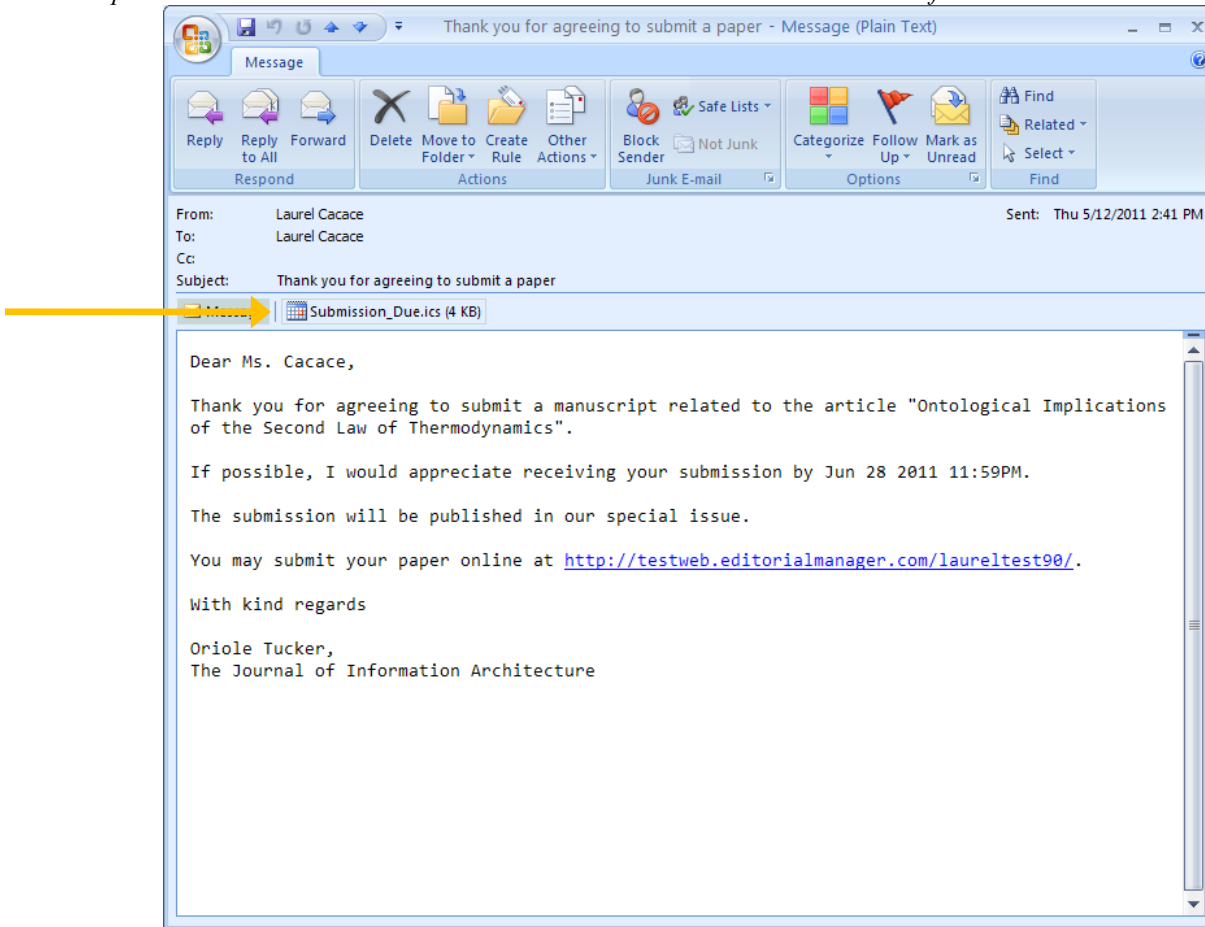 Thank you for agreeing to submit a paper - Message (Plain Text)
Message
Reply
Reply to All
Forward
Delete
Move to Folder
Create Rule
Other Actions
Block Sender
Safe Lists
Not Junk
Categorize
Follow Up
Mark as Unread
Find
Related
Select
Respond
Actions
Junk E-mail
Options
Find
From: Laurel Cacace
Sent: Thu 5/12/2011 2:41 PM
To: Laurel Cacace
Cc:
Subject: Thank you for agreeing to submit a paper
Submission_Due.ics (4 KB)
Dear Ms. Cacace,
Thank you for agreeing to submit a manuscript related to the article "Ontological Implications
of the Second Law of Thermodynamics".
If possible, I would appreciate receiving your submission by Jun 28 2011 11:59PM.
The submission will be published in our special issue.
You may submit your paper online at http://testweb.editorialmanager.com/laureltest90/.
With kind regards
Oriole Tucker,
The Journal of Information Architecture